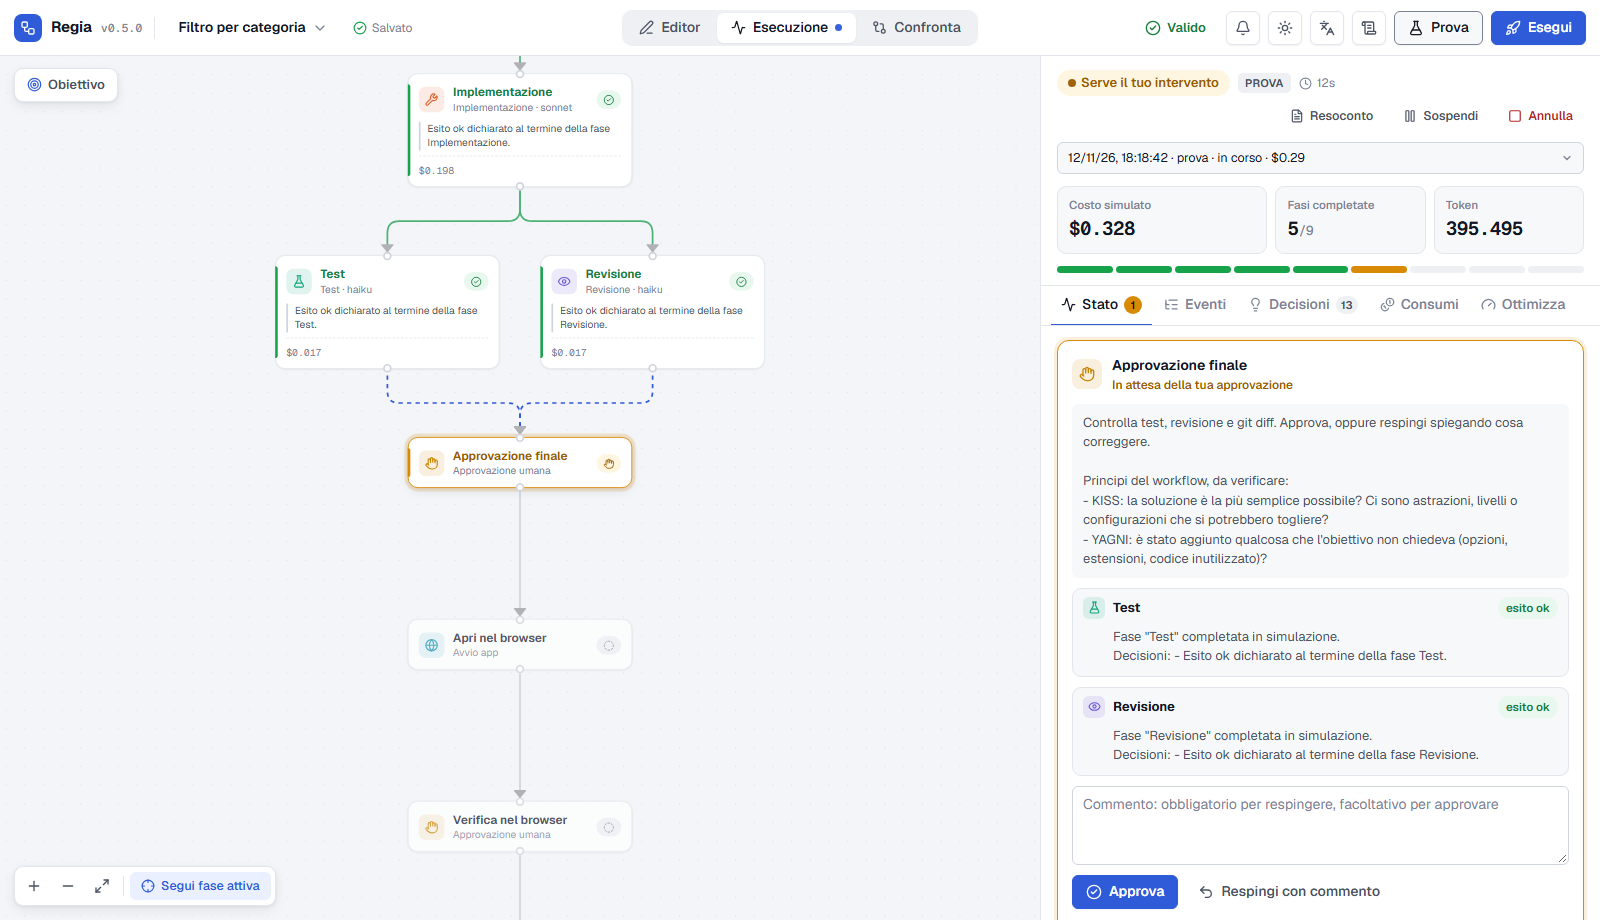 Regia v0.5.0
Filtro per categoria
Salvato
Editor
Esecuzione
Confronta
Valido
Prova
Esegui
Obiettivo
Implementazione
Implementazione · sonnet
Esito ok dichiarato al termine della fase
Implementazione.
$0.198
Test
Test · haiku
Esito ok dichiarato al termine della fase
Test.
$0.017
Revisione
Revisione · haiku
Esito ok dichiarato al termine della fase
Revisione.
$0.017
Approvazione finale
Approvazione umana
Apri nel browser
Avvio app
Verifica nel browser
Approvazione umana
Segui fase attiva
Serve il tuo intervento
PROVA
12s
Resoconto
Sospendi
Annulla
12/11/26, 18:18:42 · prova · in corso · $0.29
Costo simulato
$0.328
Fasi completate
5/9
Token
395.495
Stato 1
Eventi
Decisioni 13
Consumi
Ottimizza
Approvazione finale
In attesa della tua approvazione
Controlla test, revisione e git diff. Approva, oppure respingi spiegando cosa
correggere.
Principi del workflow, da verificare:
- KISS: la soluzione è la più semplice possibile? Ci sono astrazioni, livelli o
configurazioni che si potrebbero togliere?
- YAGNI: è stato aggiunto qualcosa che l'obiettivo non chiedeva (opzioni,
estensioni, codice inutilizzato)?
Test
esito ok
Fase "Test" completata in simulazione.
Decisioni: - Esito ok dichiarato al termine della fase Test.
Revisione
esito ok
Fase "Revisione" completata in simulazione.
Decisioni: - Esito ok dichiarato al termine della fase Revisione.
Commento: obbligatorio per respingere, facoltativo per approvare
Approva
Respingi con commento